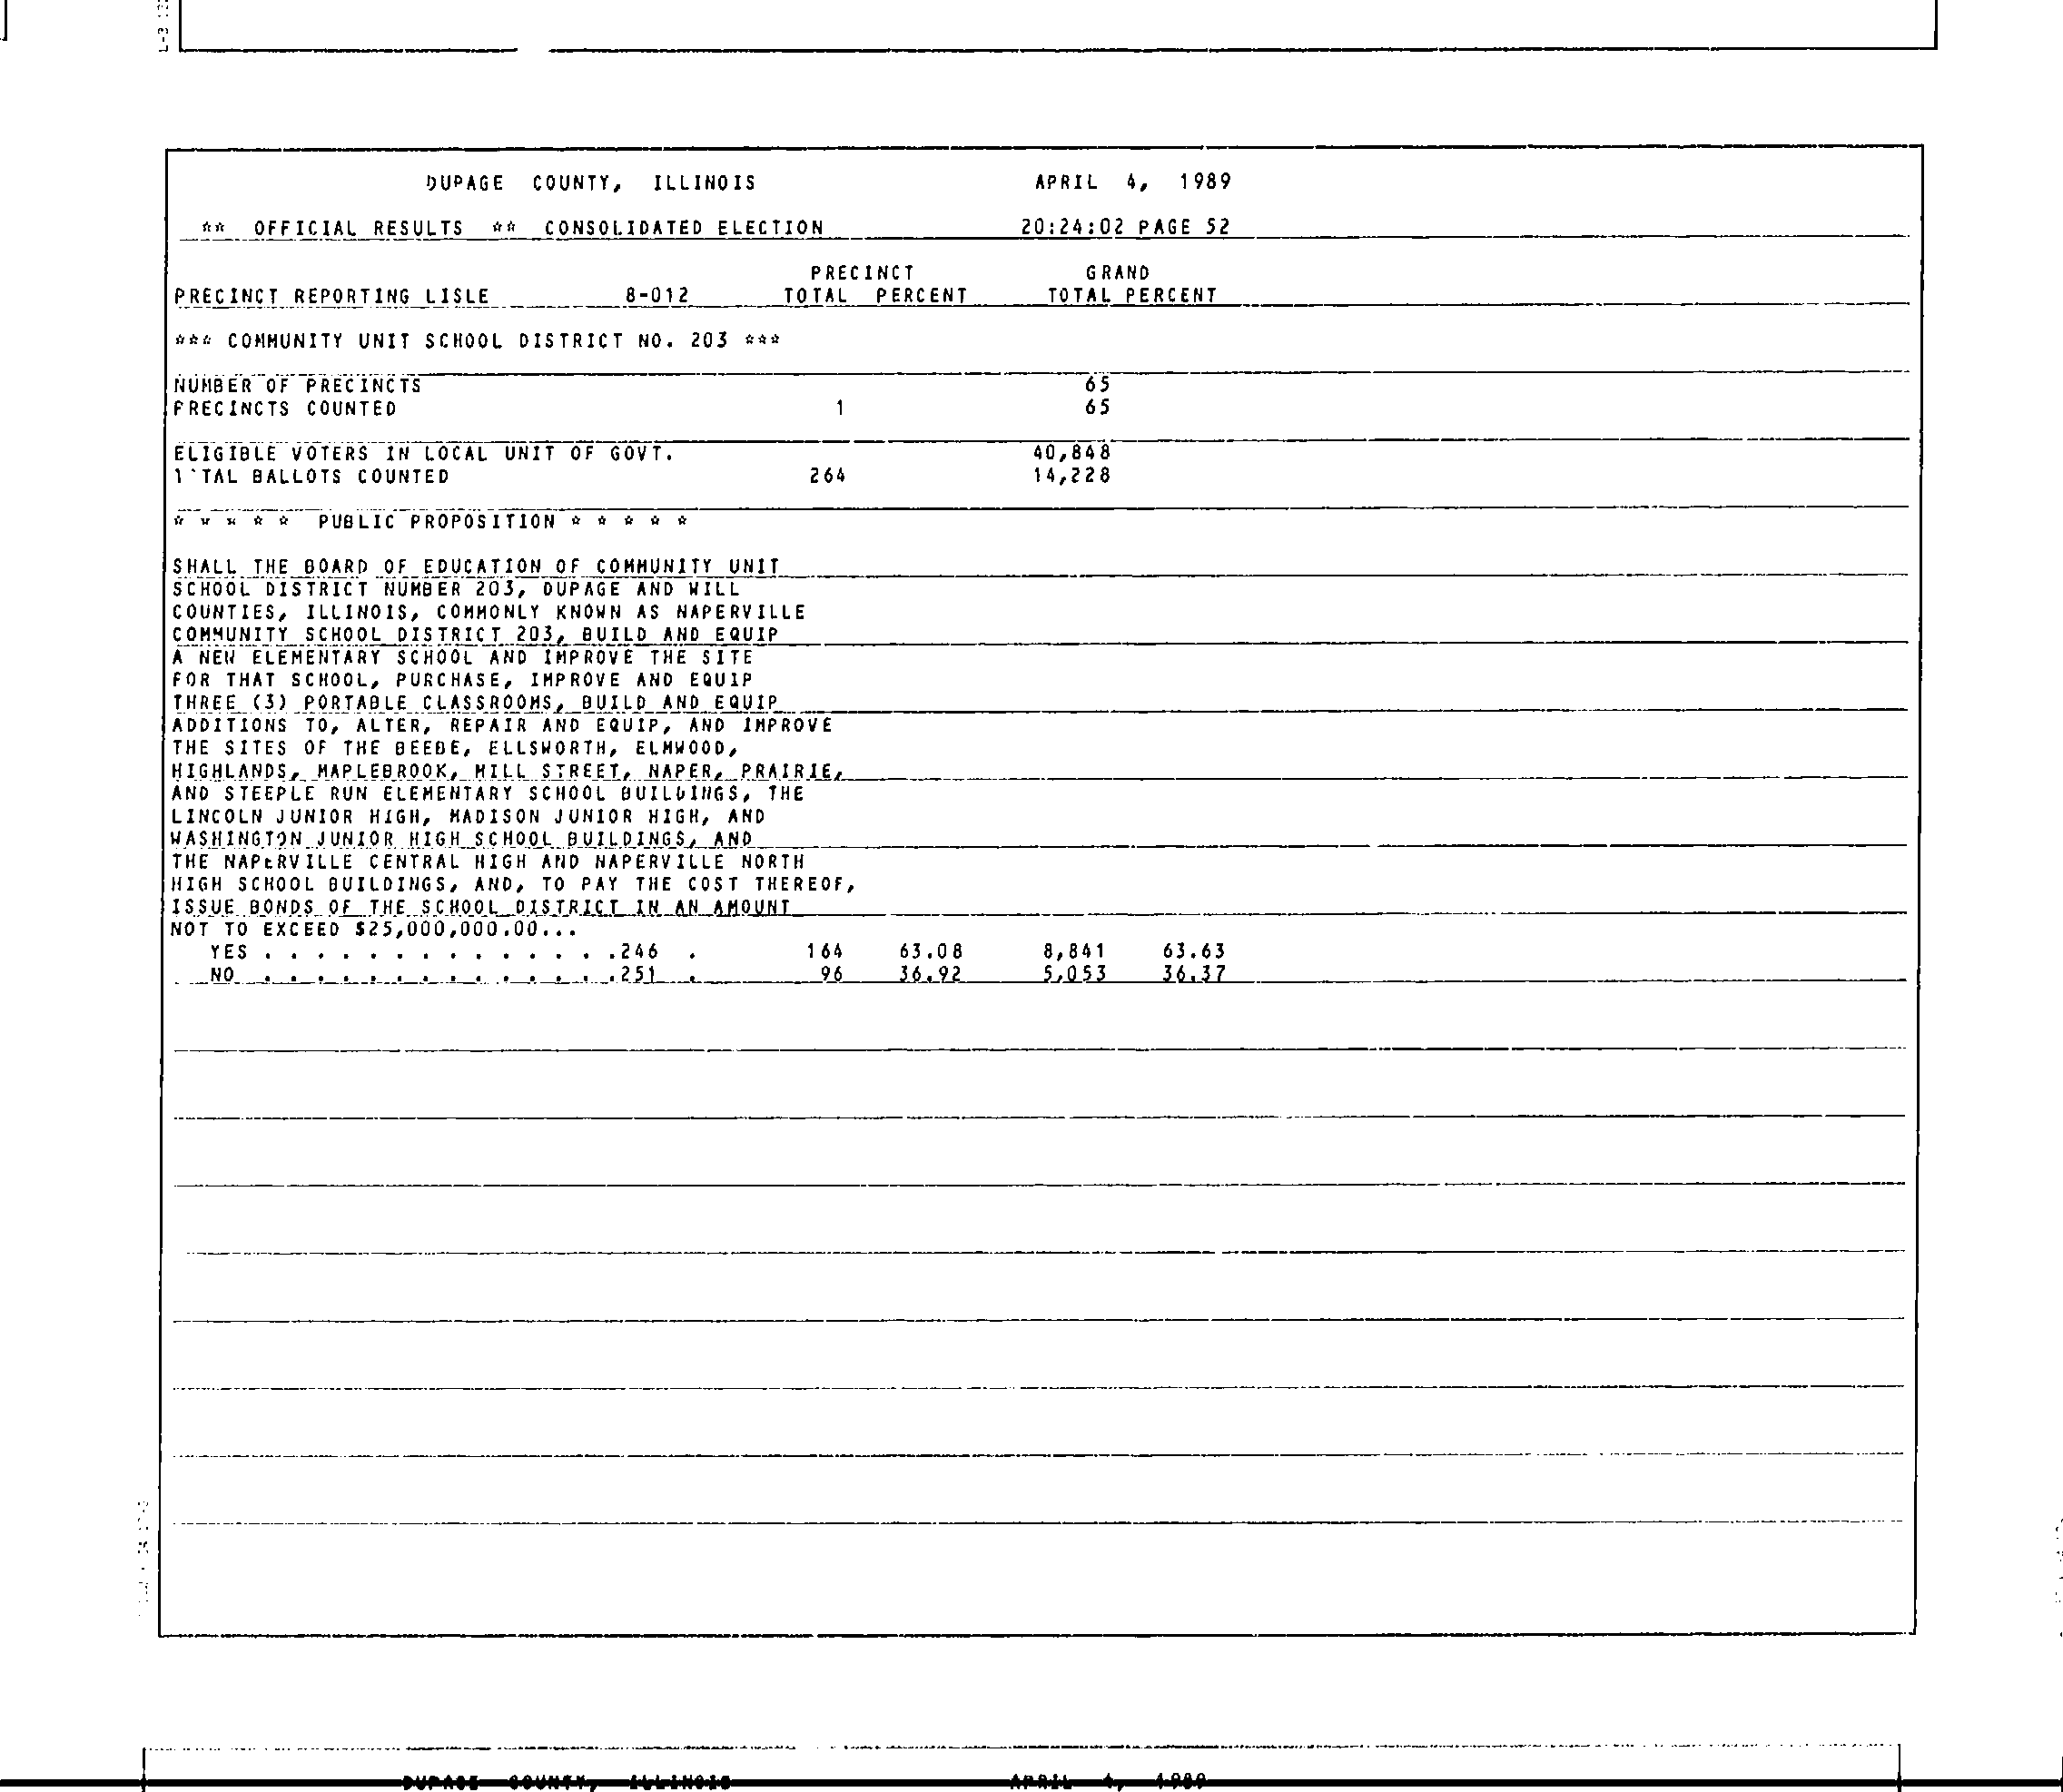 DUPAGE COUNTY, ILLINOIS APRIL 4, 1989
** OFFICIAL RESULTS ** CONSOLIDATED ELECTION 20:24:02 PAGE 52
PRECINCT GRAND
PRECINCT REPORTING LISLE 8-012 TOTAL PERCENT TOTAL PERCENT
*** COMMUNITY UNIT SCHOOL DISTRICT NO. 203 ***
NUMBER OF PRECINCTS 65
PRECINCTS COUNTED 1 65
ELIGIBLE VOTERS IN LOCAL UNIT OF GOVT. 40,848
TAL BALLOTS COUNTED 264 14,228
* * * * * PUBLIC PROPOSITION * * * * *
SHALL THE BOARD OF EDUCATION OF COMMUNITY UNIT
SCHOOL DISTRICT NUMBER 203, DUPAGE AND WILL
COUNTIES, ILLINOIS, COMMONLY KNOWN AS NAPERVILLE
COMMUNITY SCHOOL DISTRICT 203, BUILD AND EQUIP
A NEW ELEMENTARY SCHOOL AND IMPROVE THE SITE
FOR THAT SCHOOL, PURCHASE, IMPROVE AND EQUIP
THREE (3) PORTABLE CLASSROOMS, BUILD AND EQUIP
ADDITIONS TO, ALTER, REPAIR AND EQUIP, AND IMPROVE
THE SITES OF THE BEEBE, ELLSWORTH, ELMWOOD,
HIGHLANDS, MAPLEBROOK, MILL STREET, NAPER, PRAIRIE,
AND STEEPLE RUN ELEMENTARY SCHOOL BUILDINGS, THE
LINCOLN JUNIOR HIGH, MADISON JUNIOR HIGH, AND
WASHINGTON JUNIOR HIGH SCHOOL BUILDINGS, AND
THE NAPERVILLE CENTRAL HIGH AND NAPERVILLE NORTH
HIGH SCHOOL BUILDINGS, AND, TO PAY THE COST THEREOF,
ISSUE BONDS OF THE SCHOOL DISTRICT IN AN AMOUNT
NOT TO EXCEED $25,000,000.00...
YES . . . . . . . . . . . . . .246 . 164 63.08 8,841 63.63
NO . . . . . . . . . . . . . .251 . 96 36.92 5,053 36.37
DUPAGE COUNTY, ILLINOIS APRIL 4, 1989